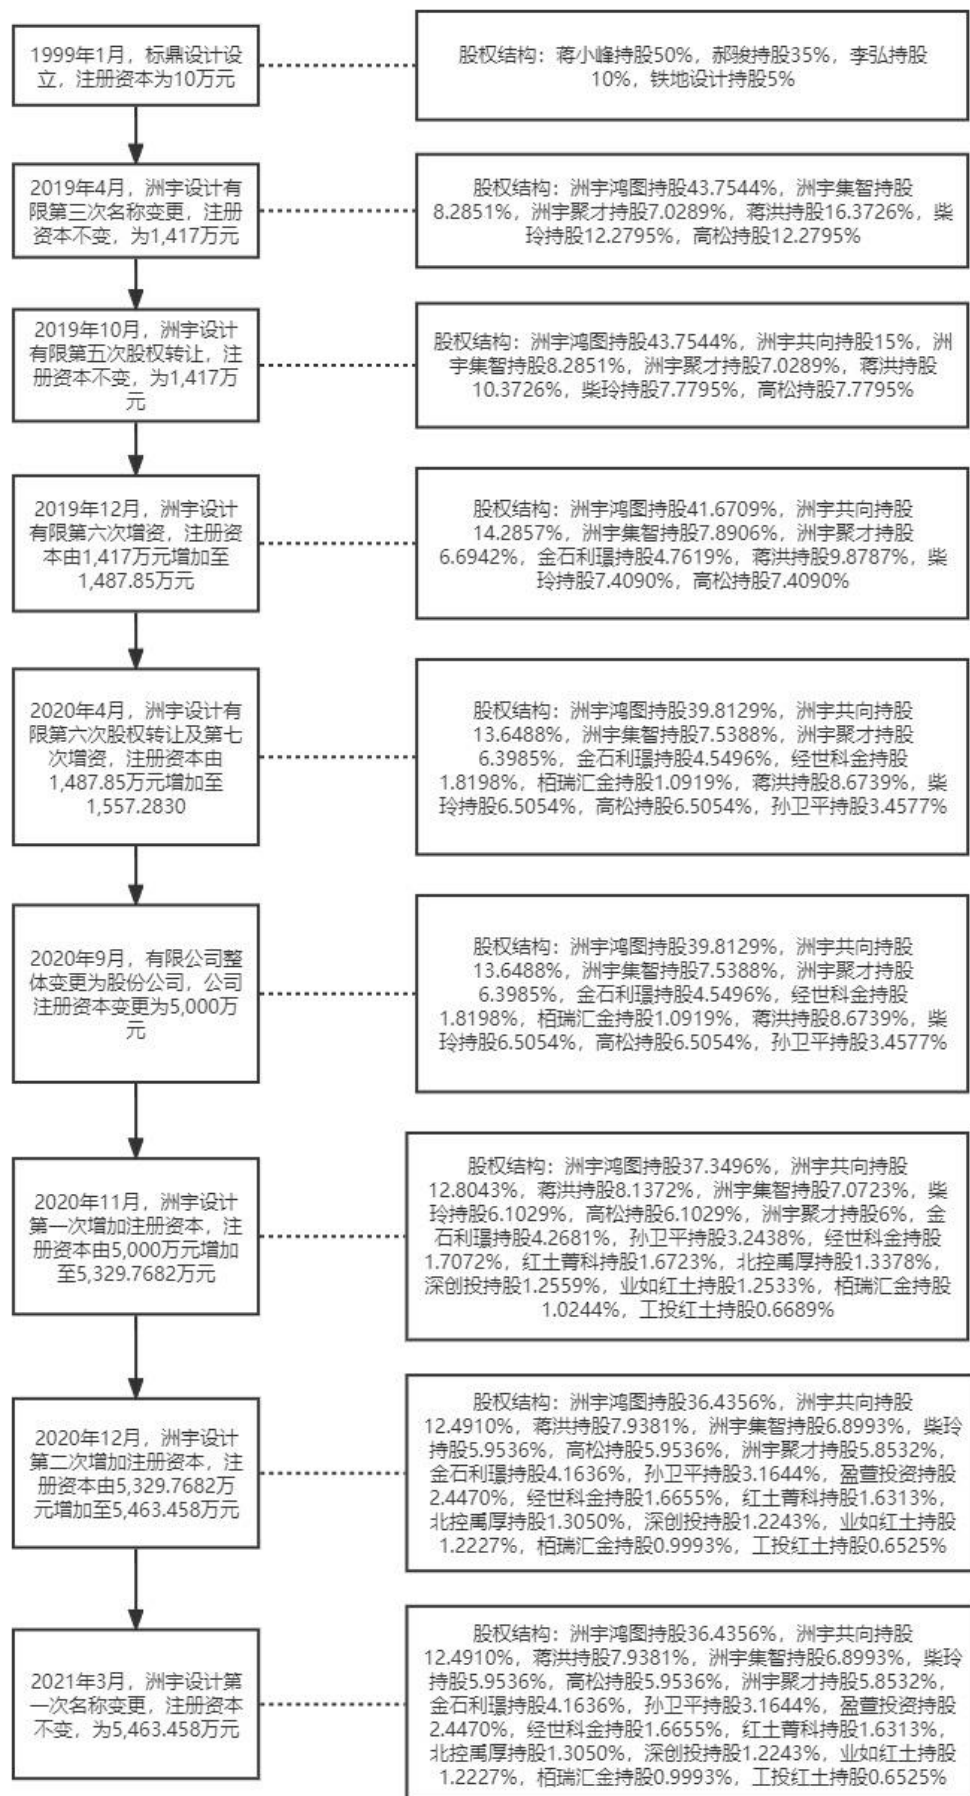 1999年1月，标鼎设计设
立，注册资本为10万元
股权结构：蒋小峰持股50%，郝骏持股35%，李弘持股
10%，铁地设计持股5%
2019年4月，洲宇设计有
限第三次名称变更，注册
资本不变，为1,417万元
股权结构：洲宇鸿图持股43.7544%，洲宇集智持股
8.2851%，洲宇聚才持股7.0289%，蒋洪持股16.3726%，柴
玲持股12.2795%，高松持股12.2795%
2019年10月，洲宇设计
有限第五次股权转让，注
册资本不变，为1,417万
元
股权结构：洲宇鸿图持股43.7544%，洲宇共向持股15%，洲
宇集智持股8.2851%，洲宇聚才持股7.0289%，蒋洪持股
10.3726%，柴玲持股7.7795%，高松持股7.7795%
2019年12月，洲宇设计
有限第六次增资，注册资
本由1,417万元增加至
1,487.85万元
股权结构：洲宇鸿图持股41.6709%，洲宇共向持股
14.2857%，洲宇集智持股7.8906%，洲宇聚才持股
6.6942%，金石利璟持股4.7619%，蒋洪持股9.8787%，柴
玲持股7.4090%，高松持股7.4090%
2020年4月，洲宇设计有
限第六次股权转让及第七
次增资，注册资本由
1,487.85万元增加至
1,557.2830
股权结构：洲宇鸿图持股39.8129%，洲宇共向持股
13.6488%，洲宇集智持股7.5388%，洲宇聚才持股
6.3985%，金石利璟持股4.5496%，经世科金持股
1.8198%，栢瑞汇金持股1.0919%，蒋洪持股8.6739%，柴
玲持股6.5054%，高松持股6.5054%，孙卫平持股3.4577%
2020年9月，有限公司整
体变更为股份公司，公司
注册资本变更为5,000万
元
股权结构：洲宇鸿图持股39.8129%，洲宇共向持股
13.6488%，洲宇集智持股7.5388%，洲宇聚才持股
6.3985%，金石利璟持股4.5496%，经世科金持股
1.8198%，栢瑞汇金持股1.0919%，蒋洪持股8.6739%，柴
玲持股6.5054%，高松持股6.5054%，孙卫平持股3.4577%
2020年11月，洲宇设计
第一次增加注册资本，注
册资本由5,000万元增加
至5,329.7682万元
股权结构：洲宇鸿图持股37.3496%，洲宇共向持股
12.8043%，蒋洪持股8.1372%，洲宇集智持股7.0723%，柴
玲持股6.1029%，高松持股6.1029%，洲宇聚才持股6%，金
石利璟持股4.2681%，孙卫平持股3.2438%，经世科金持股
1.7072%，红土菁科持股1.6723%，北控禹厚持股1.3378%，
深创投持股1.2559%，业如红土持股1.2533%，栢瑞汇金持股
1.0244%，工投红土持股0.6689%
2020年12月，洲宇设计
第二次增加注册资本，注
册资本由5,329.7682万
元增加至5,463.458万元
股权结构：洲宇鸿图持股36.4356%，洲宇共向持股
12.4910%，蒋洪持股7.9381%，洲宇集智持股6.8993%，柴玲
持股5.9536%，高松持股5.9536%，洲宇聚才持股5.8532%，
金石利璟持股4.1636%，孙卫平持股3.1644%，盈萱投资持股
2.4470%，经世科金持股1.6655%，红土菁科持股1.6313%，
北控禹厚持股1.3050%，深创投持股1.2243%，业如红土持股
1.2227%，栢瑞汇金持股0.9993%，工投红土持股0.6525%
2021年3月，洲宇设计第
一次名称变更，注册资本
不变，为5,463.458万元
股权结构：洲宇鸿图持股36.4356%，洲宇共向持股
12.4910%，蒋洪持股7.9381%，洲宇集智持股6.8993%，柴玲
持股5.9536%，高松持股5.9536%，洲宇聚才持股5.8532%，
金石利璟持股4.1636%，孙卫平持股3.1644%，盈萱投资持股
2.4470%，经世科金持股1.6655%，红土菁科持股1.6313%，
北控禹厚持股1.3050%，深创投持股1.2243%，业如红土持股
1.2227%，栢瑞汇金持股0.9993%，工投红土持股0.6525%